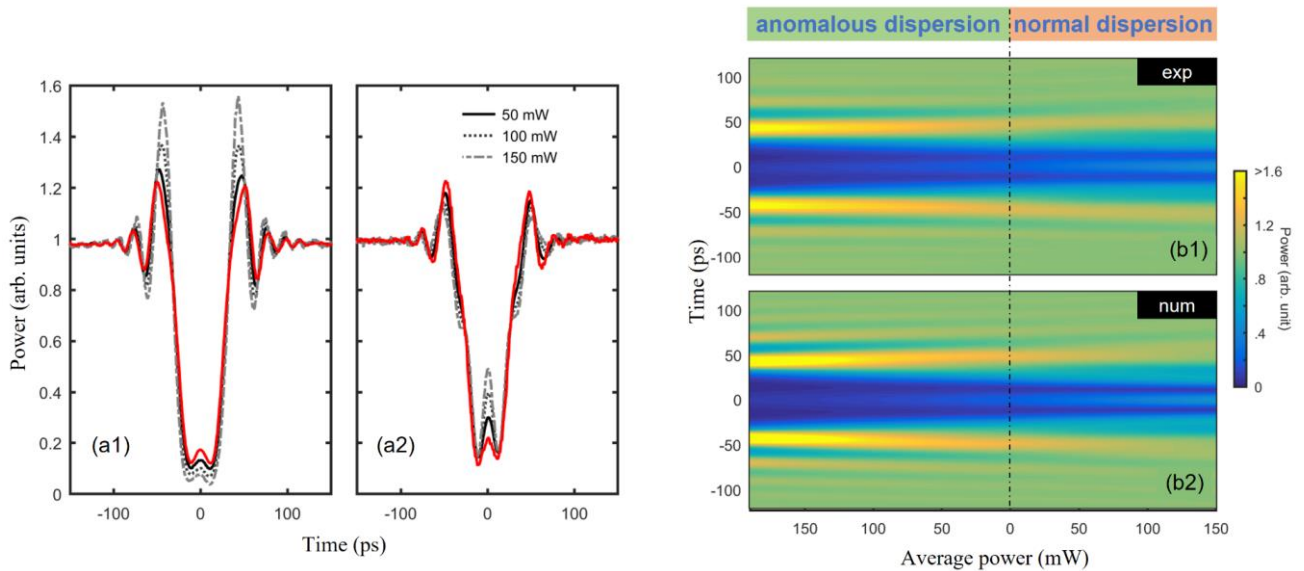 1.6
1.4
1.2
1
0.8
0.6
0.4
0.2
0
Power (arb. units)
(a1)
-100
0
100
50 mW
100 mW
150 mW
(a2)
-100
0
100
Time (ps)
anomalous dispersion
normal dispersion
exp
100
50
0
-50
-100
(b1)
num
100
50
0
-50
-100
(b2)
Time (ps)
150
100
50
0
50
100
150
Average power (mW)
>1.6
1.2
.8
.4
0
Power (arb. unit)